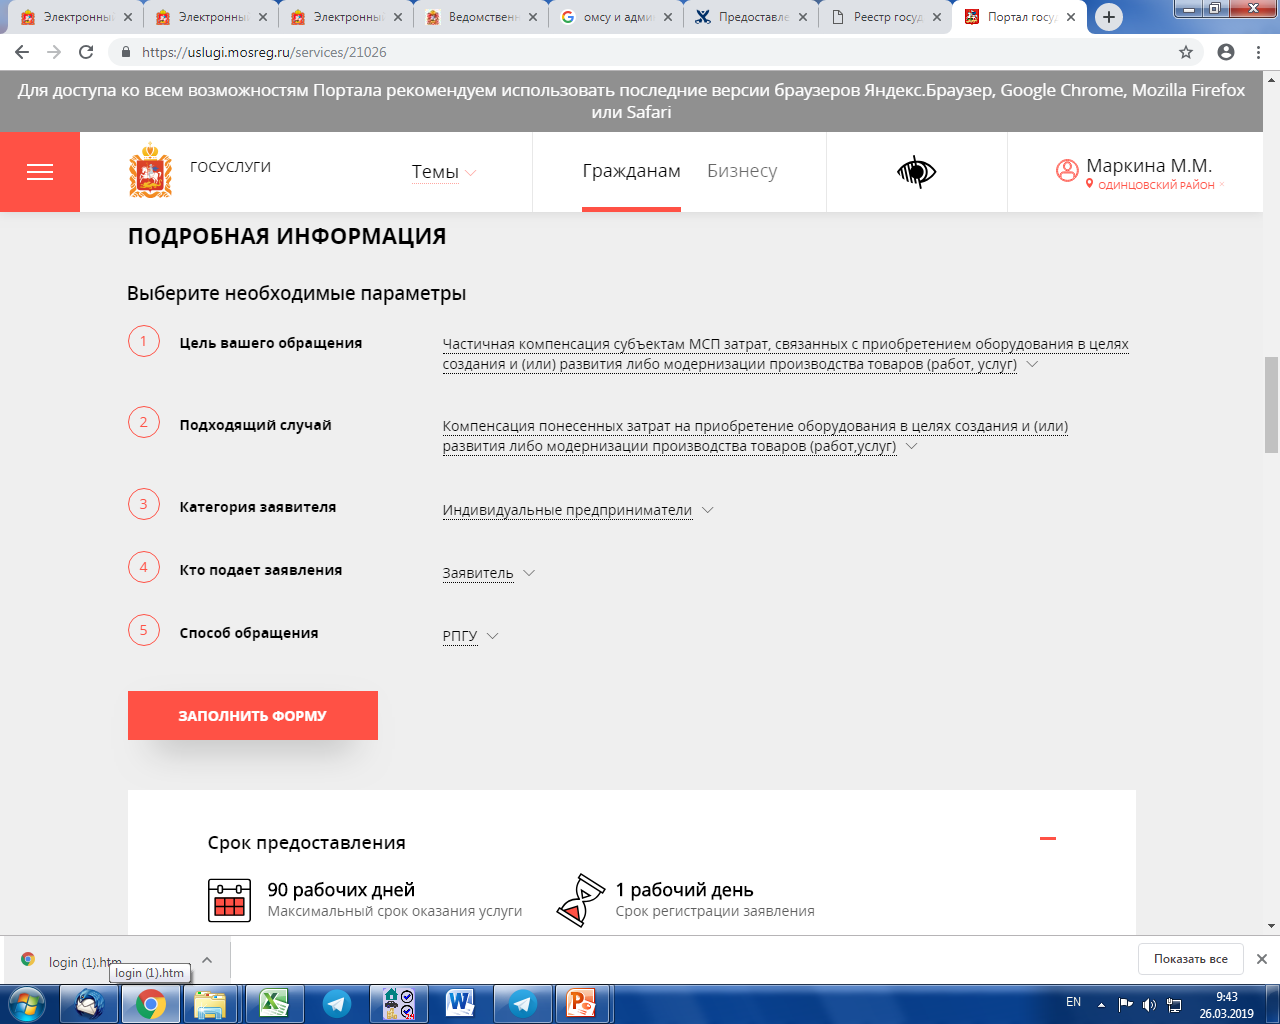 Электронны
Электронны
Электронны
Ведомствен
омсу и адми
Предоставле
Реестр госуд
Портал госу
https://uslugi.mosreg.ru/services/21026
Для доступа ко всем возможностям Портала рекомендуем использовать последние версии браузеров Яндекс.Браузер, Google Chrome, Mozilla Firefox
или Safari
ГОСУСЛУГИ
Темы
Гражданам
Бизнесу
Маркина М.М.
ОДИНЦОВСКИЙ РАЙОН
ПОДРОБНАЯ ИНФОРМАЦИЯ
Выберите необходимые параметры
1
Цель вашего обращения
Частичная компенсация субъектам МСП затрат, связанных с приобретением оборудования в целях
создания и (или) развития либо модернизации производства товаров (работ, услуг)
2
Подходящий случай
Компенсация понесенных затрат на приобретение оборудования в целях создания и (или)
развития либо модернизации производства товаров (работ,услуг)
3
Категория заявителя
Индивидуальные предприниматели
4
Кто подает заявления
Заявитель
5
Способ обращения
РПГУ
ЗАПОЛНИТЬ ФОРМУ
Срок предоставления
90 рабочих дней
Максимальный срок оказания услуги
1 рабочий день
Срок регистрации заявления
login (1).htm
login (1).htm
Показать все
EN
9:43
26.03.2019